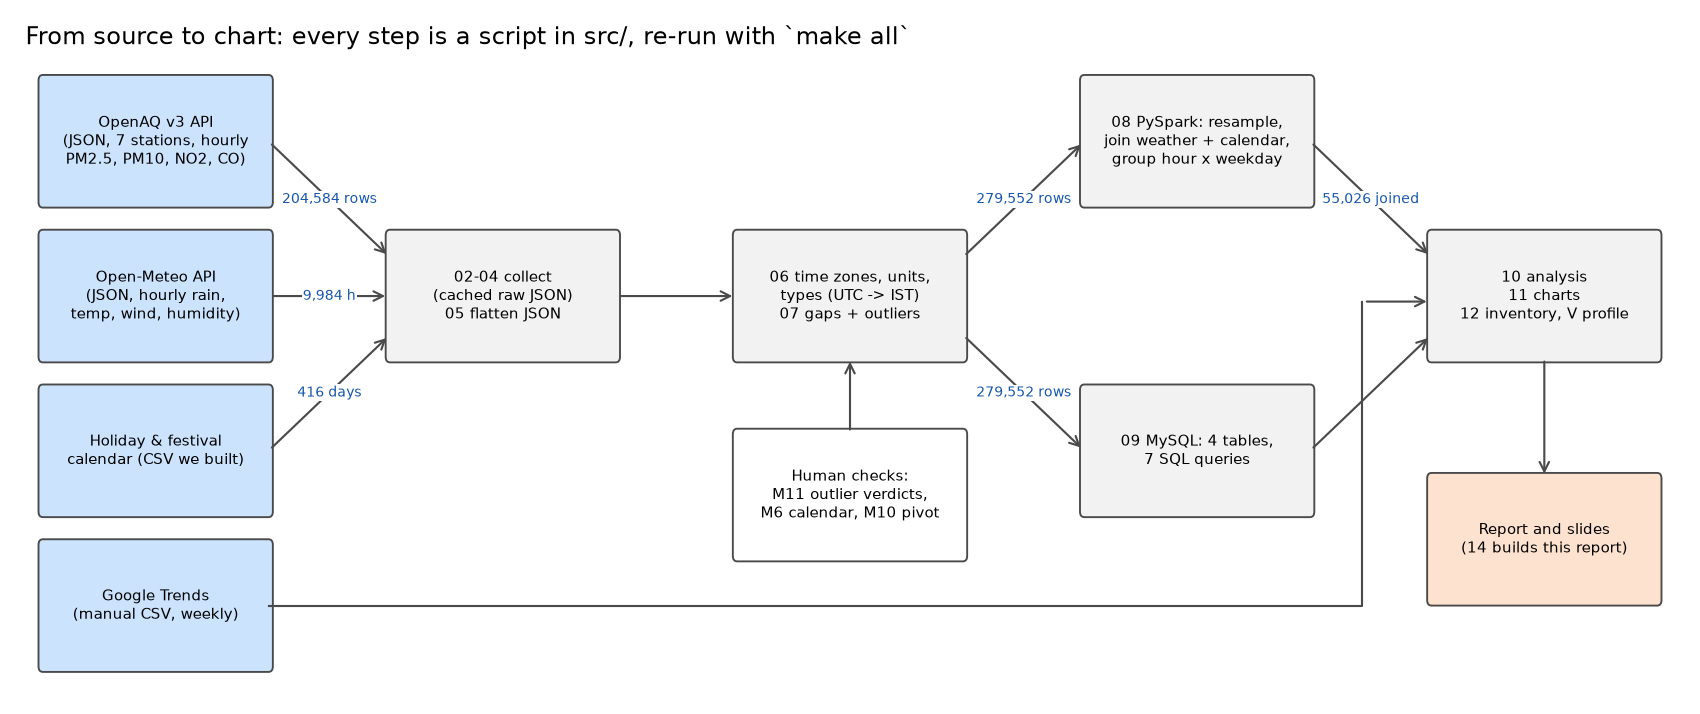 From source to chart: every step is a script in src/, re-run with `make all`
OpenAQ v3 API
(JSON, 7 stations, hourly
PM2.5, PM10, NO2, CO)
204,584 rows
Open-Meteo API
(JSON, hourly rain,
temp, wind, humidity)
9,984 h
Holiday & festival
calendar (CSV we built)
416 days
Google Trends
(manual CSV, weekly)
02-04 collect
(cached raw JSON)
05 flatten JSON
06 time zones, units,
types (UTC -> IST)
07 gaps + outliers
Human checks:
M11 outlier verdicts,
M6 calendar, M10 pivot
279,552 rows
279,552 rows
08 PySpark: resample,
join weather + calendar,
group hour x weekday
55,026 joined
09 MySQL: 4 tables,
7 SQL queries
10 analysis
11 charts
12 inventory, V profile
Report and slides
(14 builds this report)